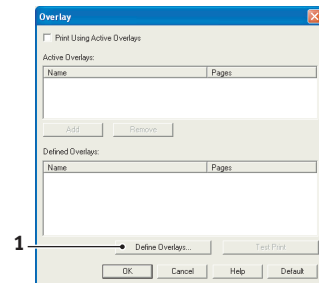 Overlay
Print Using Active Overlays
Active Overlays:
Name Pages
Add Remove
Defined Overlays:
Name Pages
1 Define Overlays... Test Print
OK Cancel Help Default